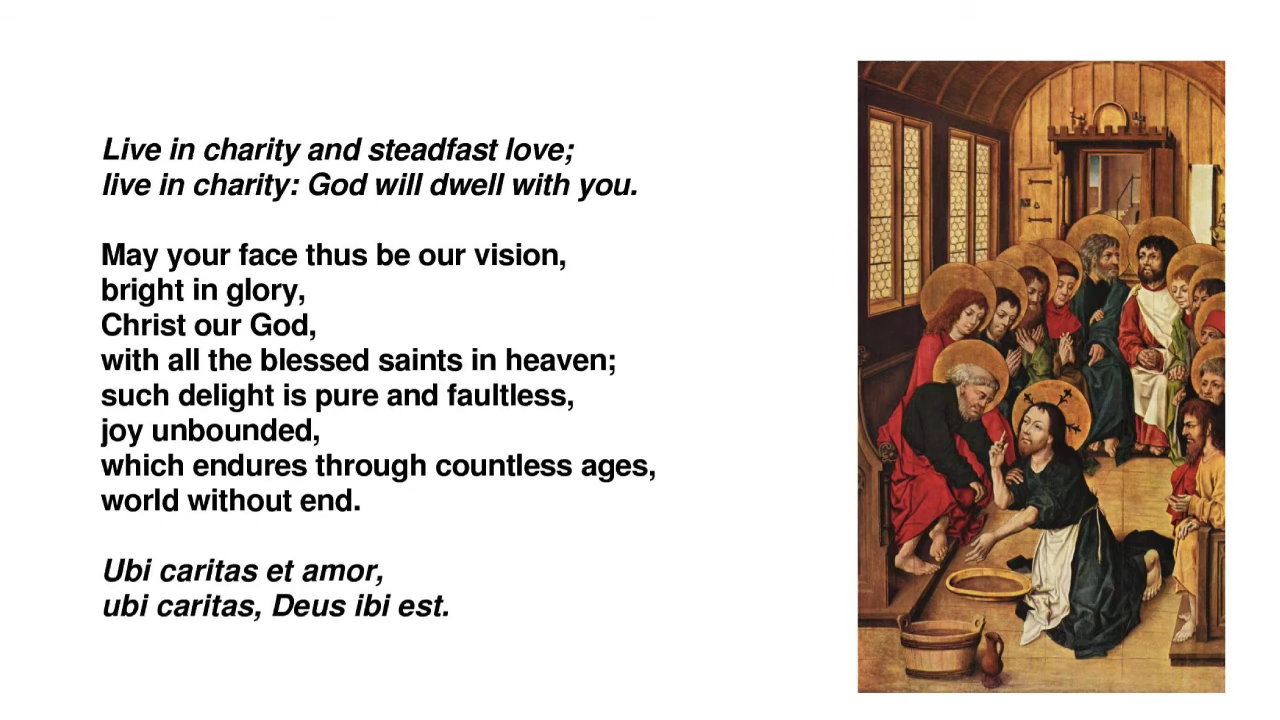 Live in charity and steadfast love;
live in charity: God will dwell with you.
May your face thus be our vision,
bright in glory,
Christ our God,
with all the blessed saints in heaven;
such delight is pure and faultless,
joy unbounded,
which endures through countless ages,
world without end.
Ubi caritas et amor,
ubi caritas, Deus ibi est.